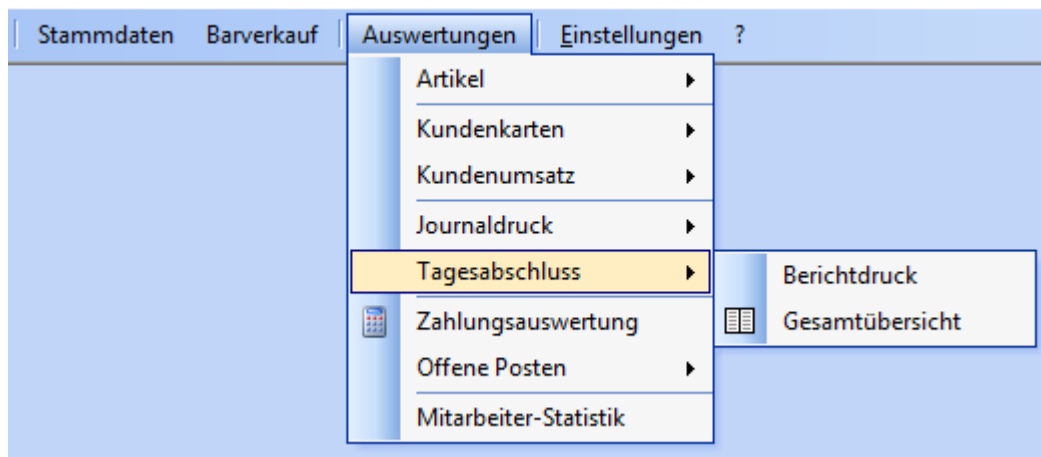 Stammdaten Barverkauf Auswertungen Einstellungen ?
Artikel
Kundenkarten
Kundenumsatz
Journaldruck
Tagesabschluss
Berichtdruck
Zahlungsauswertung
Gesamtübersicht
Offene Posten
Mitarbeiter-Statistik